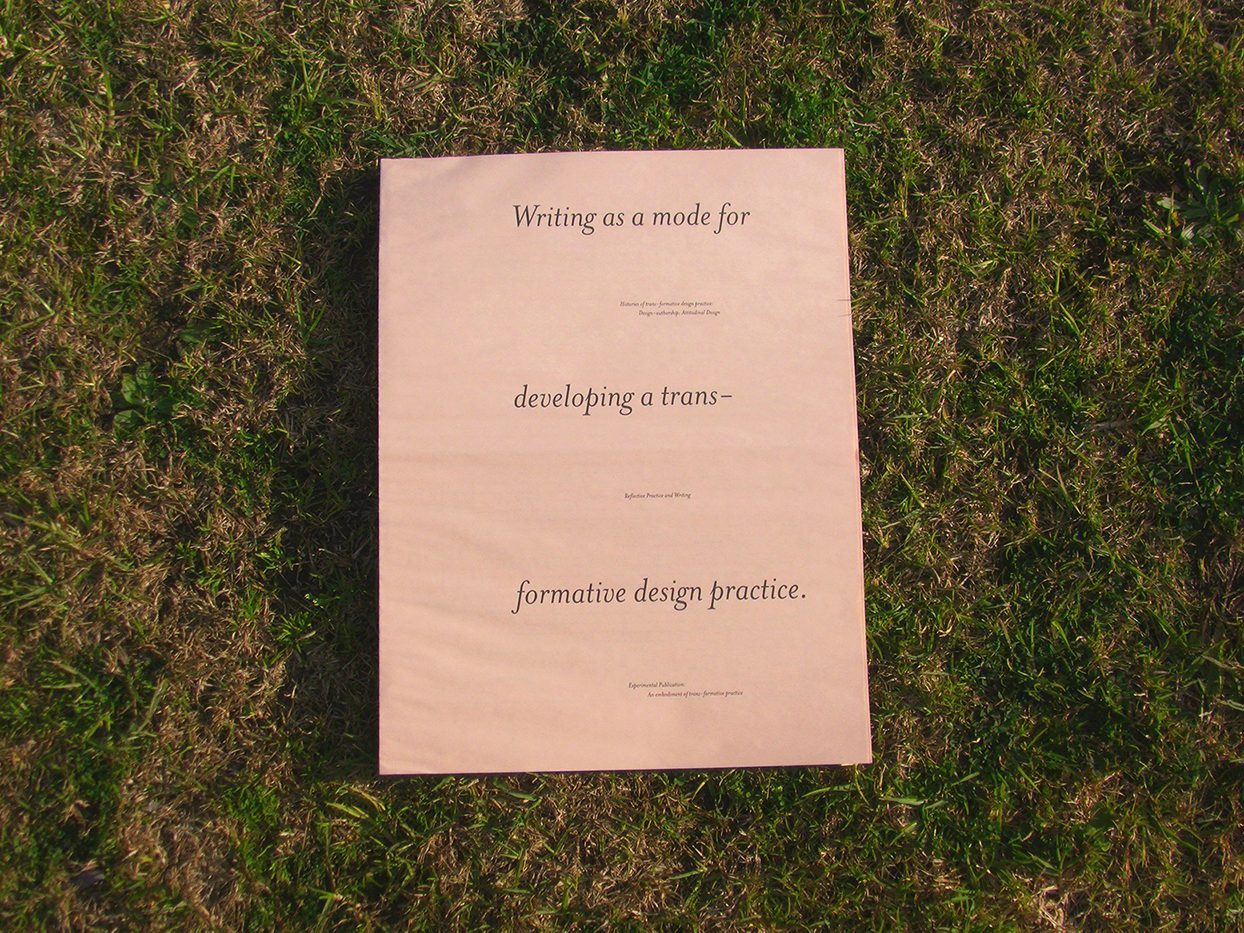 Writing as a mode for
Histories of trans–formative design practice:
Design–authorship; Attitudinal Design
developing a trans–
Reflective Practice and Writing
formative design practice.
Experimental Publication:
An embodiment of trans–formative practice